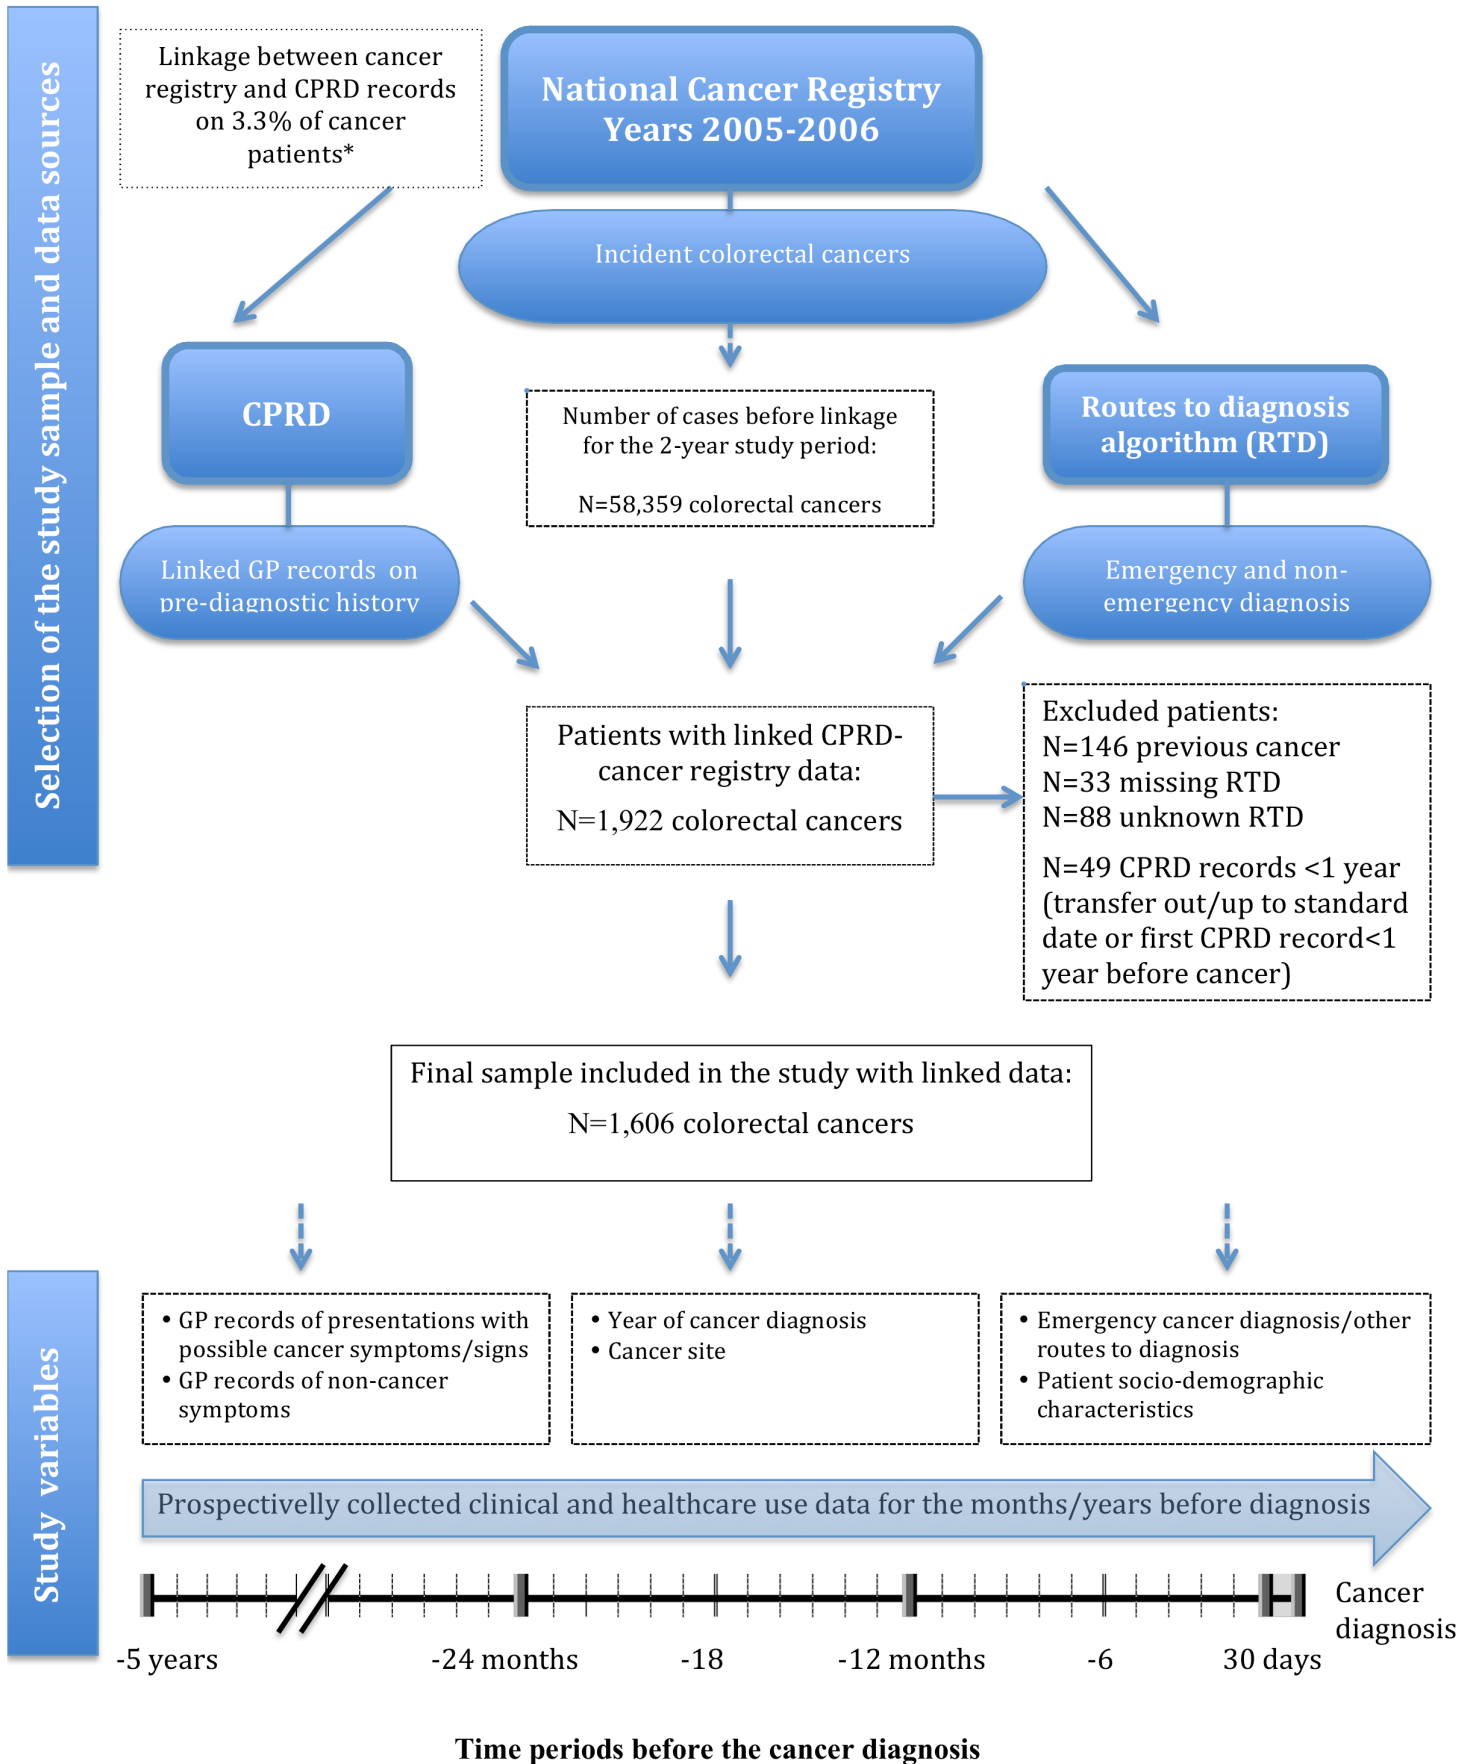 Selection of the study sample and data sources
Linkage between cancer
registry and CPRD records
on 3.3% of cancer
patients*
National Cancer Registry
Years 2005-2006
Incident colorectal cancers
CPRD
Number of cases before linkage
for the 2-year study period:
N=58,359 colorectal cancers
Routes to diagnosis
algorithm (RTD)
Linked GP records on
pre-diagnostic history
Emergency and non-
emergency diagnosis
Patients with linked CPRD-
cancer registry data:
N=1,922 colorectal cancers
Excluded patients:
N=146 previous cancer
N=33 missing RTD
N=88 unknown RTD
N=49 CPRD records <1 year
(transfer out/up to standard
date or first CPRD record<1
year before cancer)
Final sample included in the study with linked data:
N=1,606 colorectal cancers
Study variables
• GP records of presentations with
possible cancer symptoms/signs
• GP records of non-cancer
symptoms
• Year of cancer diagnosis
• Cancer site
• Emergency cancer diagnosis/other
routes to diagnosis
• Patient socio-demographic
characteristics
Prospectivelly collected clinical and healthcare use data for the months/years before diagnosis
Cancer
diagnosis
-5 years
-24 months
-18
-12 months
-6
30 days
Time periods before the cancer diagnosis